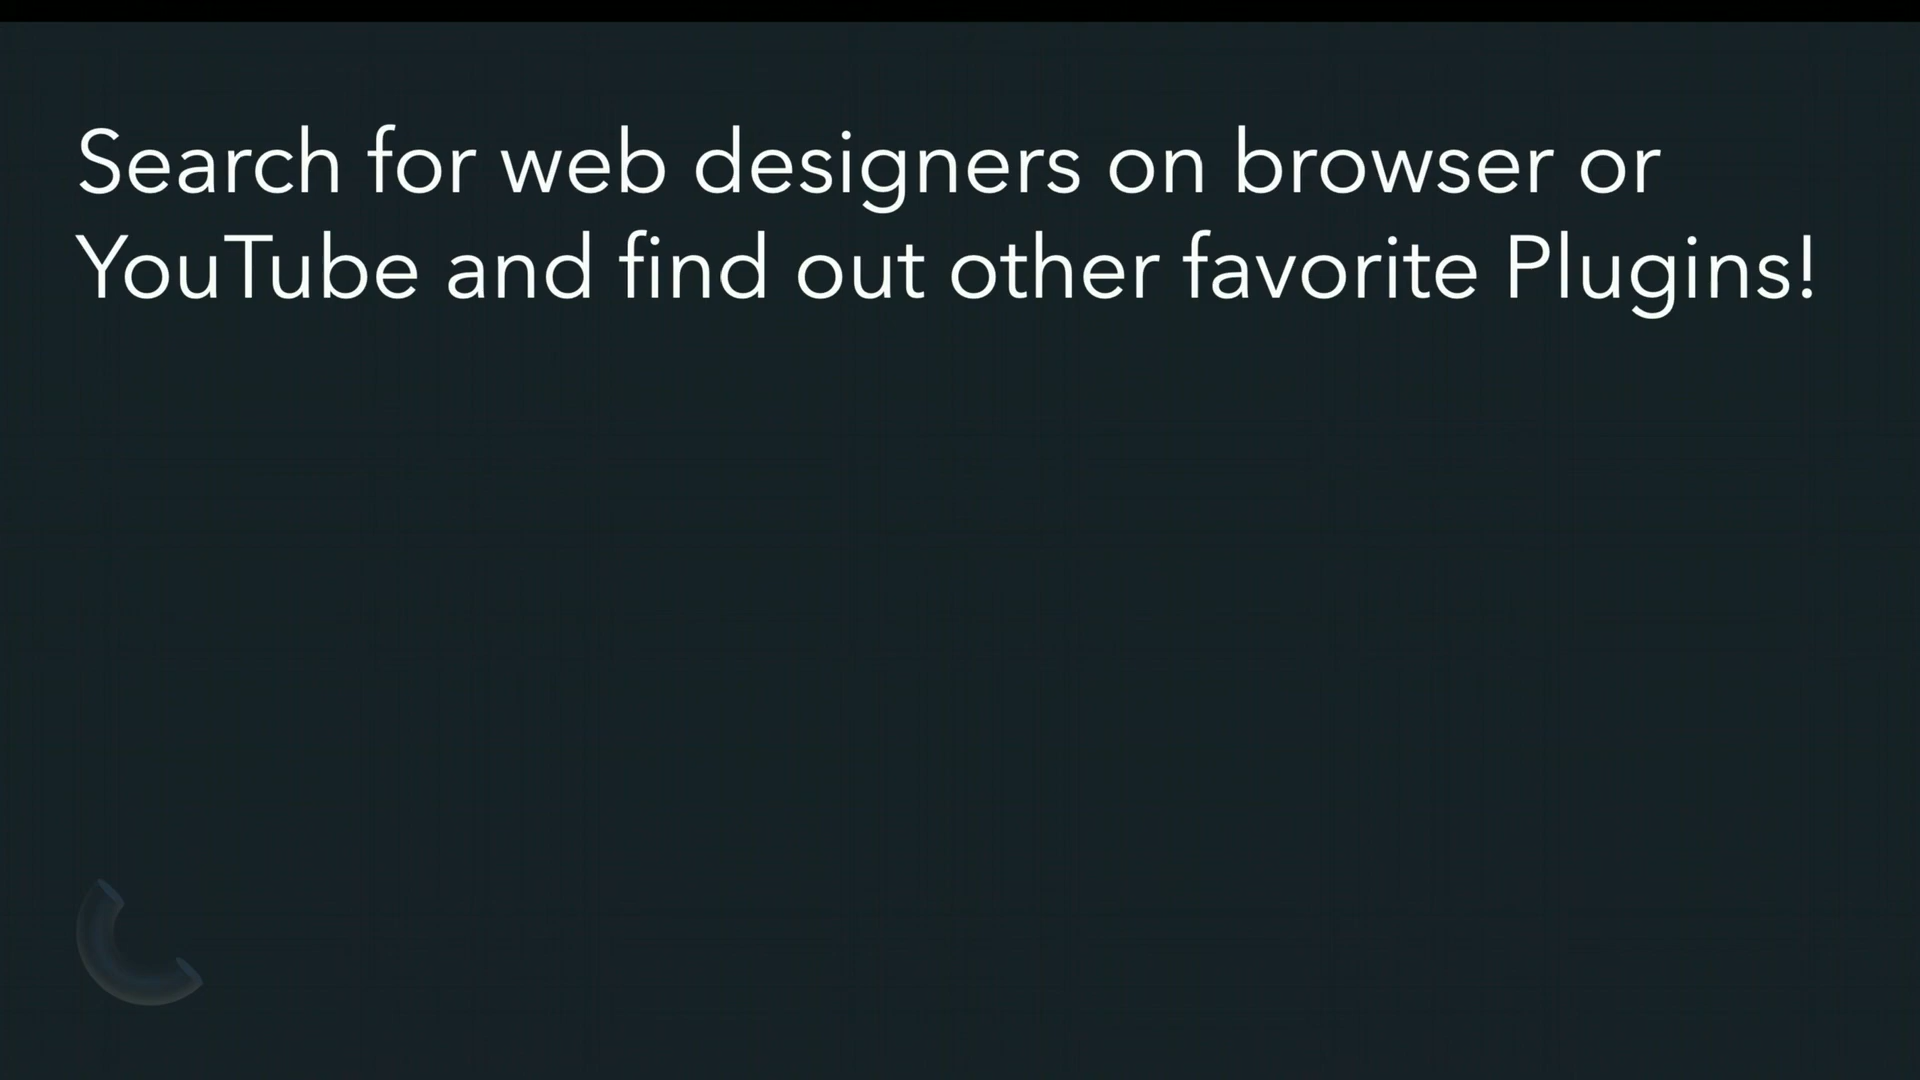 Search for web designers on browser or
YouTube and find out other favorite Plugins!